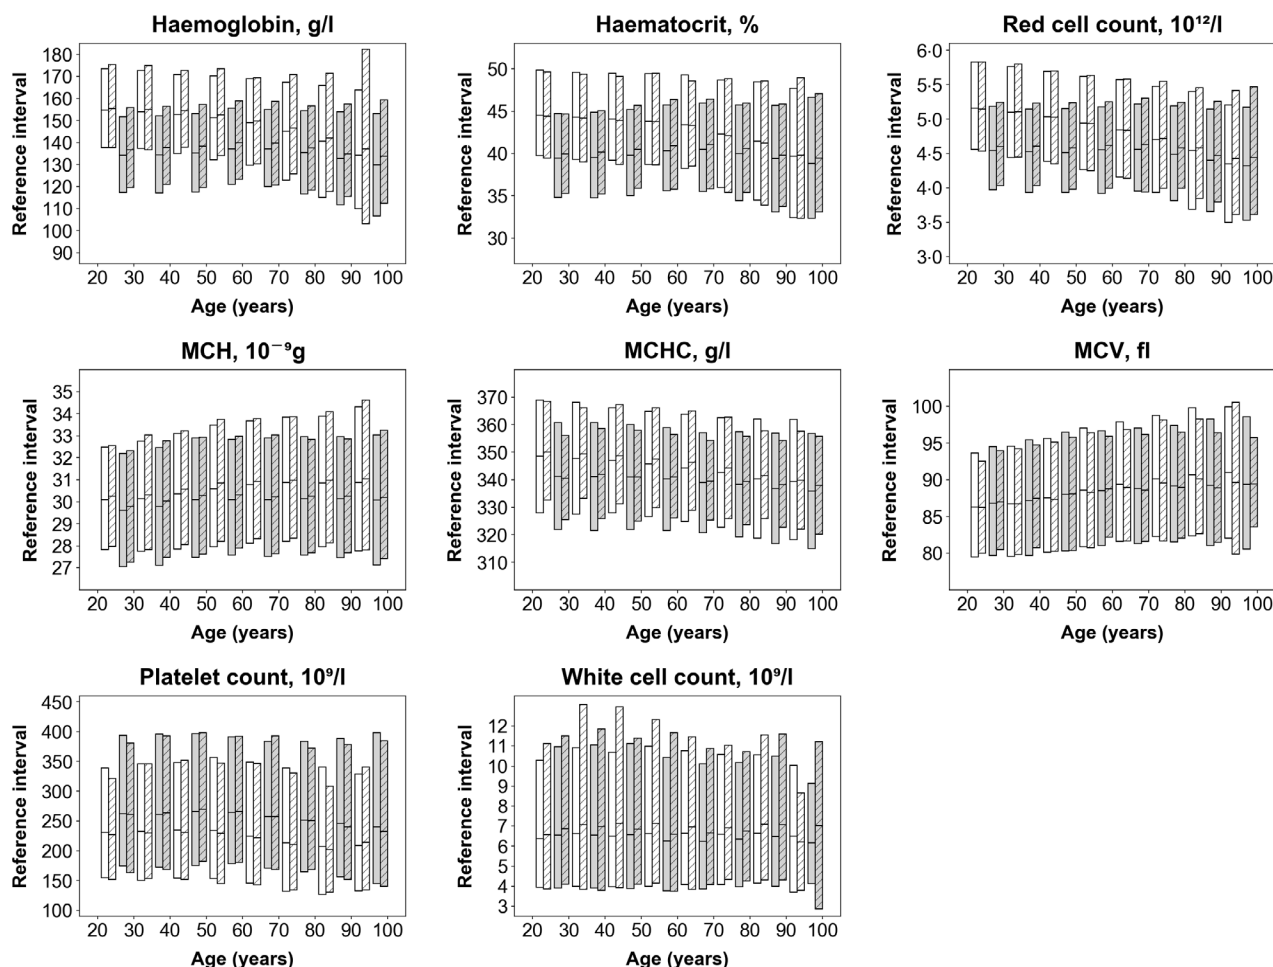 Haemoglobin, g/l
Reference interval
180
170
160
150
140
130
120
110
100
90
20 30 40 50 60 70 80 90 100
Age (years)
Haematocrit, %
Reference interval
50
45
40
35
30
20 30 40 50 60 70 80 90 100
Age (years)
Red cell count, 10¹²/l
Reference interval
6·0
5·5
5·0
4·5
4·0
3·5
3·0
20 30 40 50 60 70 80 90 100
Age (years)
MCH, 10⁻⁹g
Reference interval
35
34
33
32
31
30
29
28
27
20 30 40 50 60 70 80 90 100
Age (years)
MCHC, g/l
Reference interval
370
360
350
340
330
320
310
20 30 40 50 60 70 80 90 100
Age (years)
MCV, fl
Reference interval
100
95
90
85
80
20 30 40 50 60 70 80 90 100
Age (years)
Platelet count, 10⁹/l
Reference interval
450
400
350
300
250
200
150
100
20 30 40 50 60 70 80 90 100
Age (years)
White cell count, 10⁹/l
Reference interval
12
11
10
9
8
7
6
5
4
3
20 30 40 50 60 70 80 90 100
Age (years)